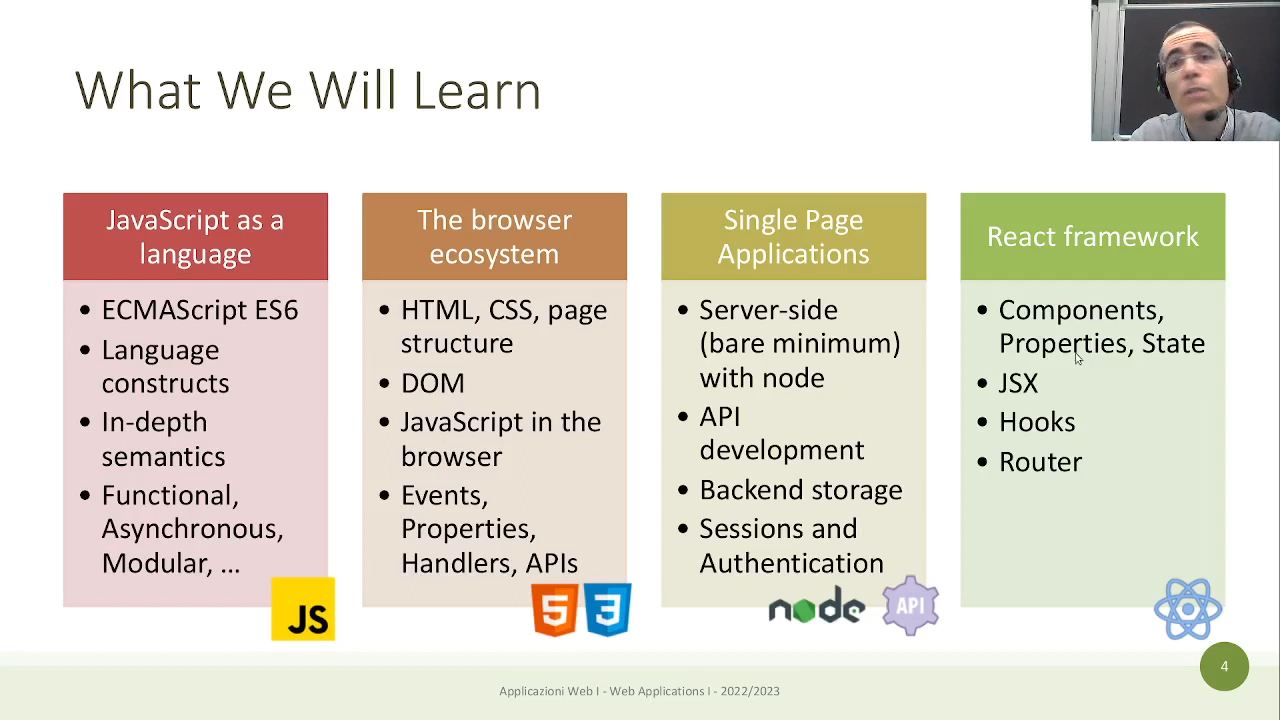 What We Will Learn
JavaScript as a
language
• ECMAScript ES6
• Language
constructs
• In-depth
semantics
• Functional,
Asynchronous,
Modular, …
JS
The browser
ecosystem
• HTML, CSS, page
structure
• DOM
• JavaScript in the
browser
• Events,
Properties,
Handlers, APIs
5 3
Single Page
Applications
• Server-side
(bare minimum)
with node
• API
development
• Backend storage
• Sessions and
Authentication
node API
React framework
• Components,
Properties, State
• JSX
• Hooks
• Router
4
Applicazioni Web I - Web Applications I - 2022/2023